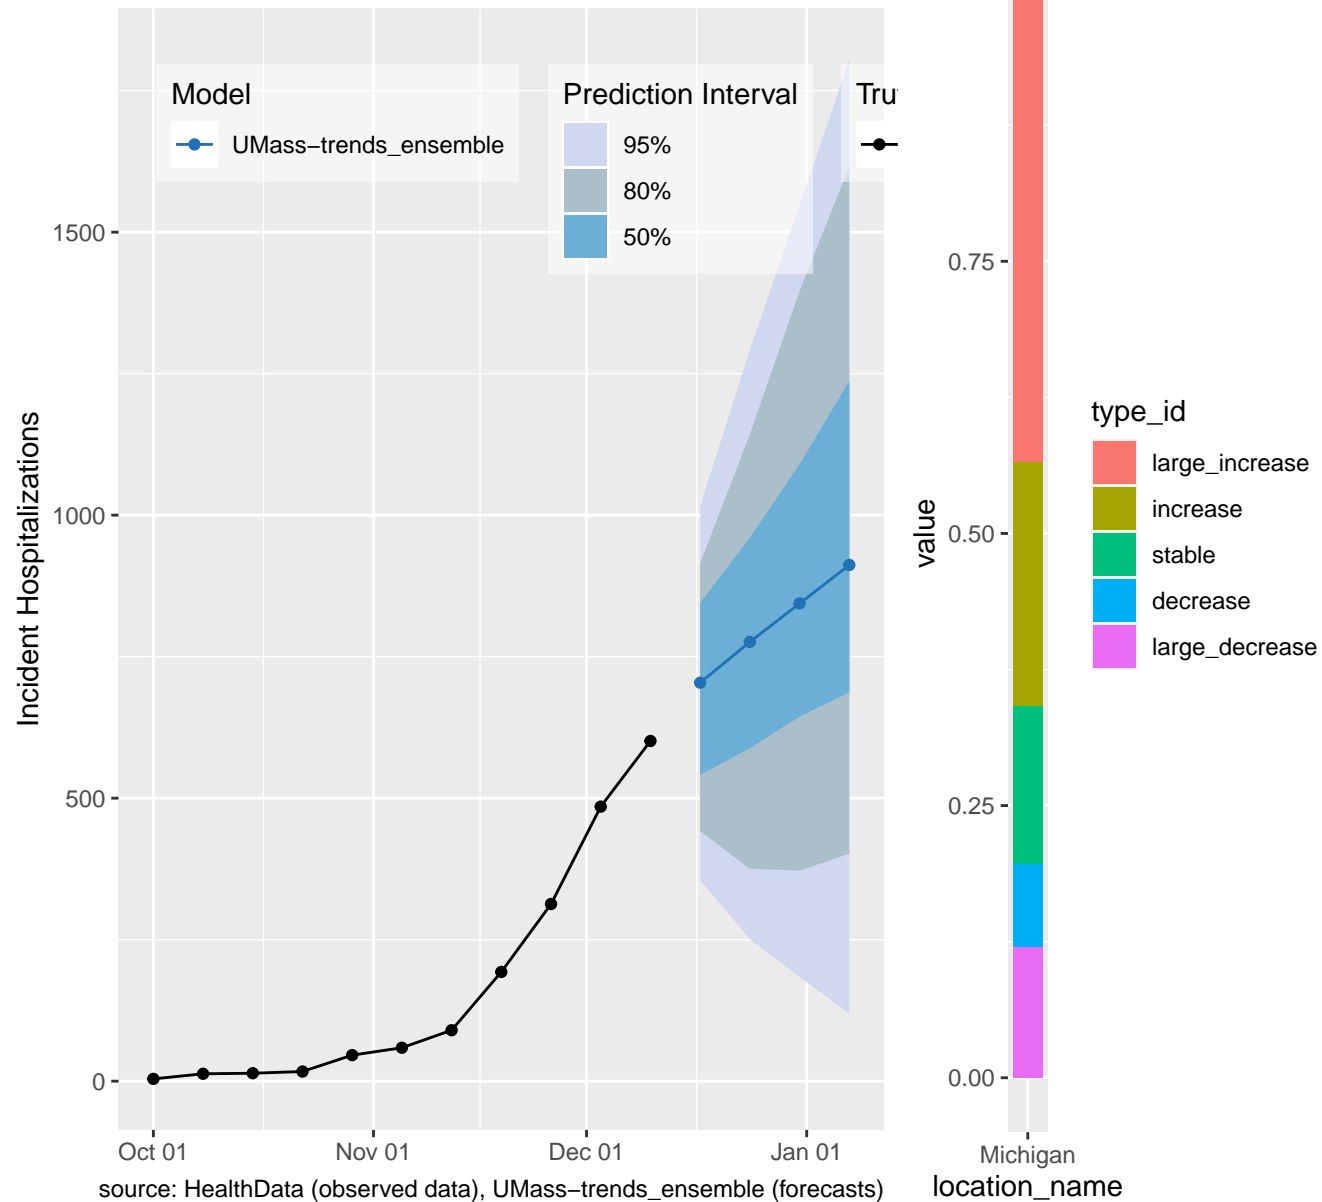 Model
UMass−trends_ensemble
Prediction Interval
95%
80%
50%
Tru
Incident Hospitalizations
1500
1000
500
0
Oct 01
Nov 01
Dec 01
Jan 01
source: HealthData (observed data), UMass−trends_ensemble (forecasts)
value
0.75
0.50
0.25
0.00
Michigan
location_name
type_id
large_increase
increase
stable
decrease
large_decrease